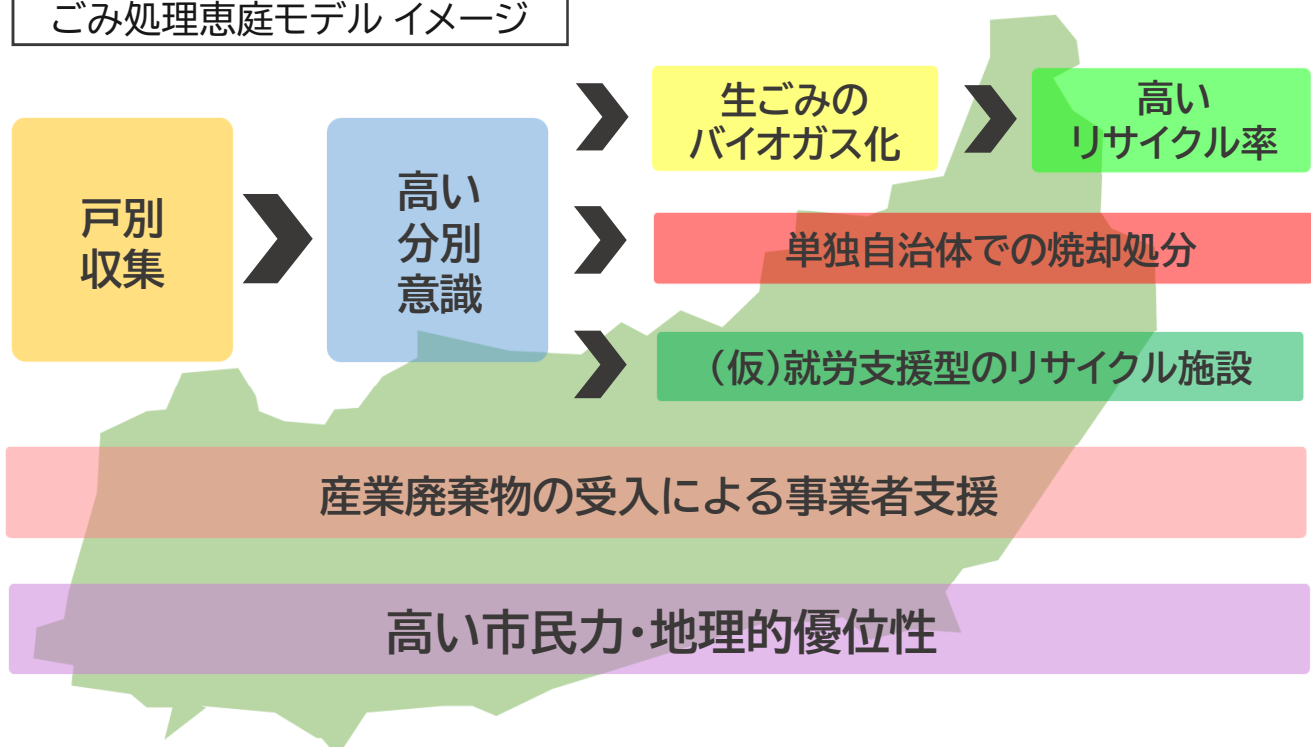 ごみ処理恵庭モデル イメージ
戸別
収集
高い
分別
意識
生ごみの
バイオガス化
高い
リサイクル率
単独自治体での焼却処分
（仮）就労支援型のリサイクル施設
産業廃棄物の受入による事業者支援
高い市民力・地理的優位性